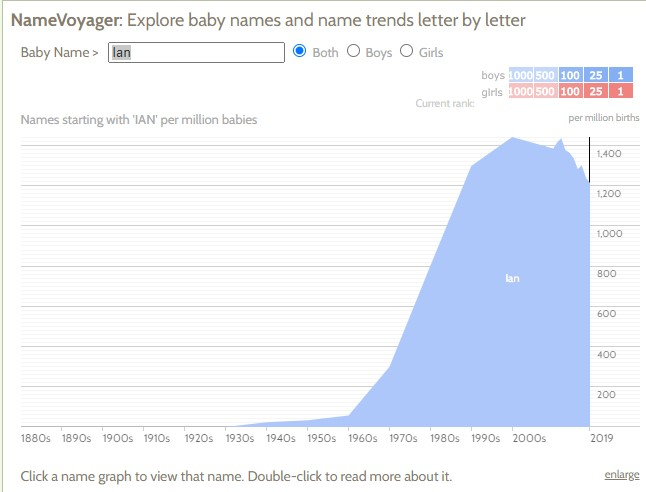 NameVoyager: Explore baby names and name trends letter by letter
Baby Name > Ian Both Boys Girls
boys 1000 500 100 25 1
girls 1000 500 100 25 1
Current rank:
Names starting with 'IAN' per million babies
per million births
1,400
1,200
1,000
800
Ian
600
400
200
1880s 1890s 1900s 1910s 1920s 1930s 1940s 1950s 1960s 1970s 1980s 1990s 2000s 2019
Click a name graph to view that name. Double-click to read more about it.
enlarge